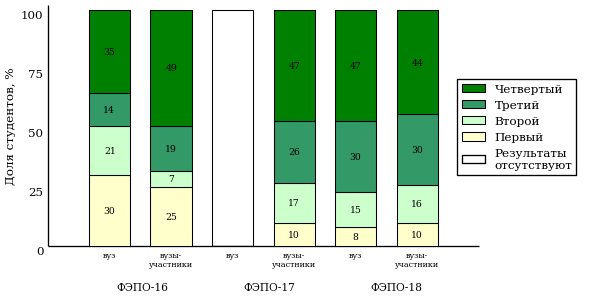 Доля студентов, %
100
75
50
25
0
35
14
21
30
49
19
7
25
47
26
17
10
47
30
15
8
44
30
16
10
вуз
вузы-
участники
вуз
вузы-
участники
вуз
вузы-
участники
ФЭПО-16
ФЭПО-17
ФЭПО-18
Четвертый
Третий
Второй
Первый
Результаты
отсутствуют